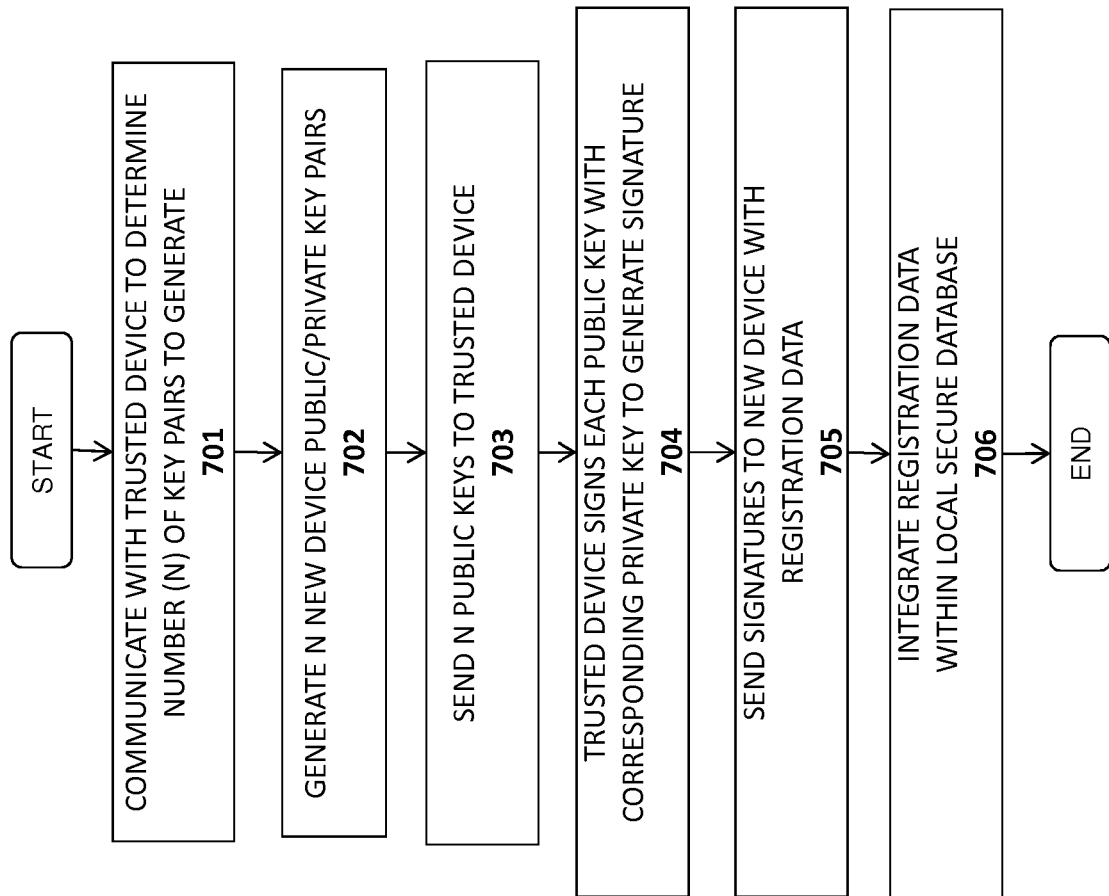 START
COMMUNICATE WITH TRUSTED DEVICE TO DETERMINE
NUMBER (N) OF KEY PAIRS TO GENERATE
701
GENERATE N NEW DEVICE PUBLIC/PRIVATE KEY PAIRS
702
SEND N PUBLIC KEYS TO TRUSTED DEVICE
703
TRUSTED DEVICE SIGNS EACH PUBLIC KEY WITH
CORRESPONDING PRIVATE KEY TO GENERATE SIGNATURE
704
SEND SIGNATURES TO NEW DEVICE WITH
REGISTRATION DATA
705
INTEGRATE REGISTRATION DATA
WITHIN LOCAL SECURE DATABASE
706
END